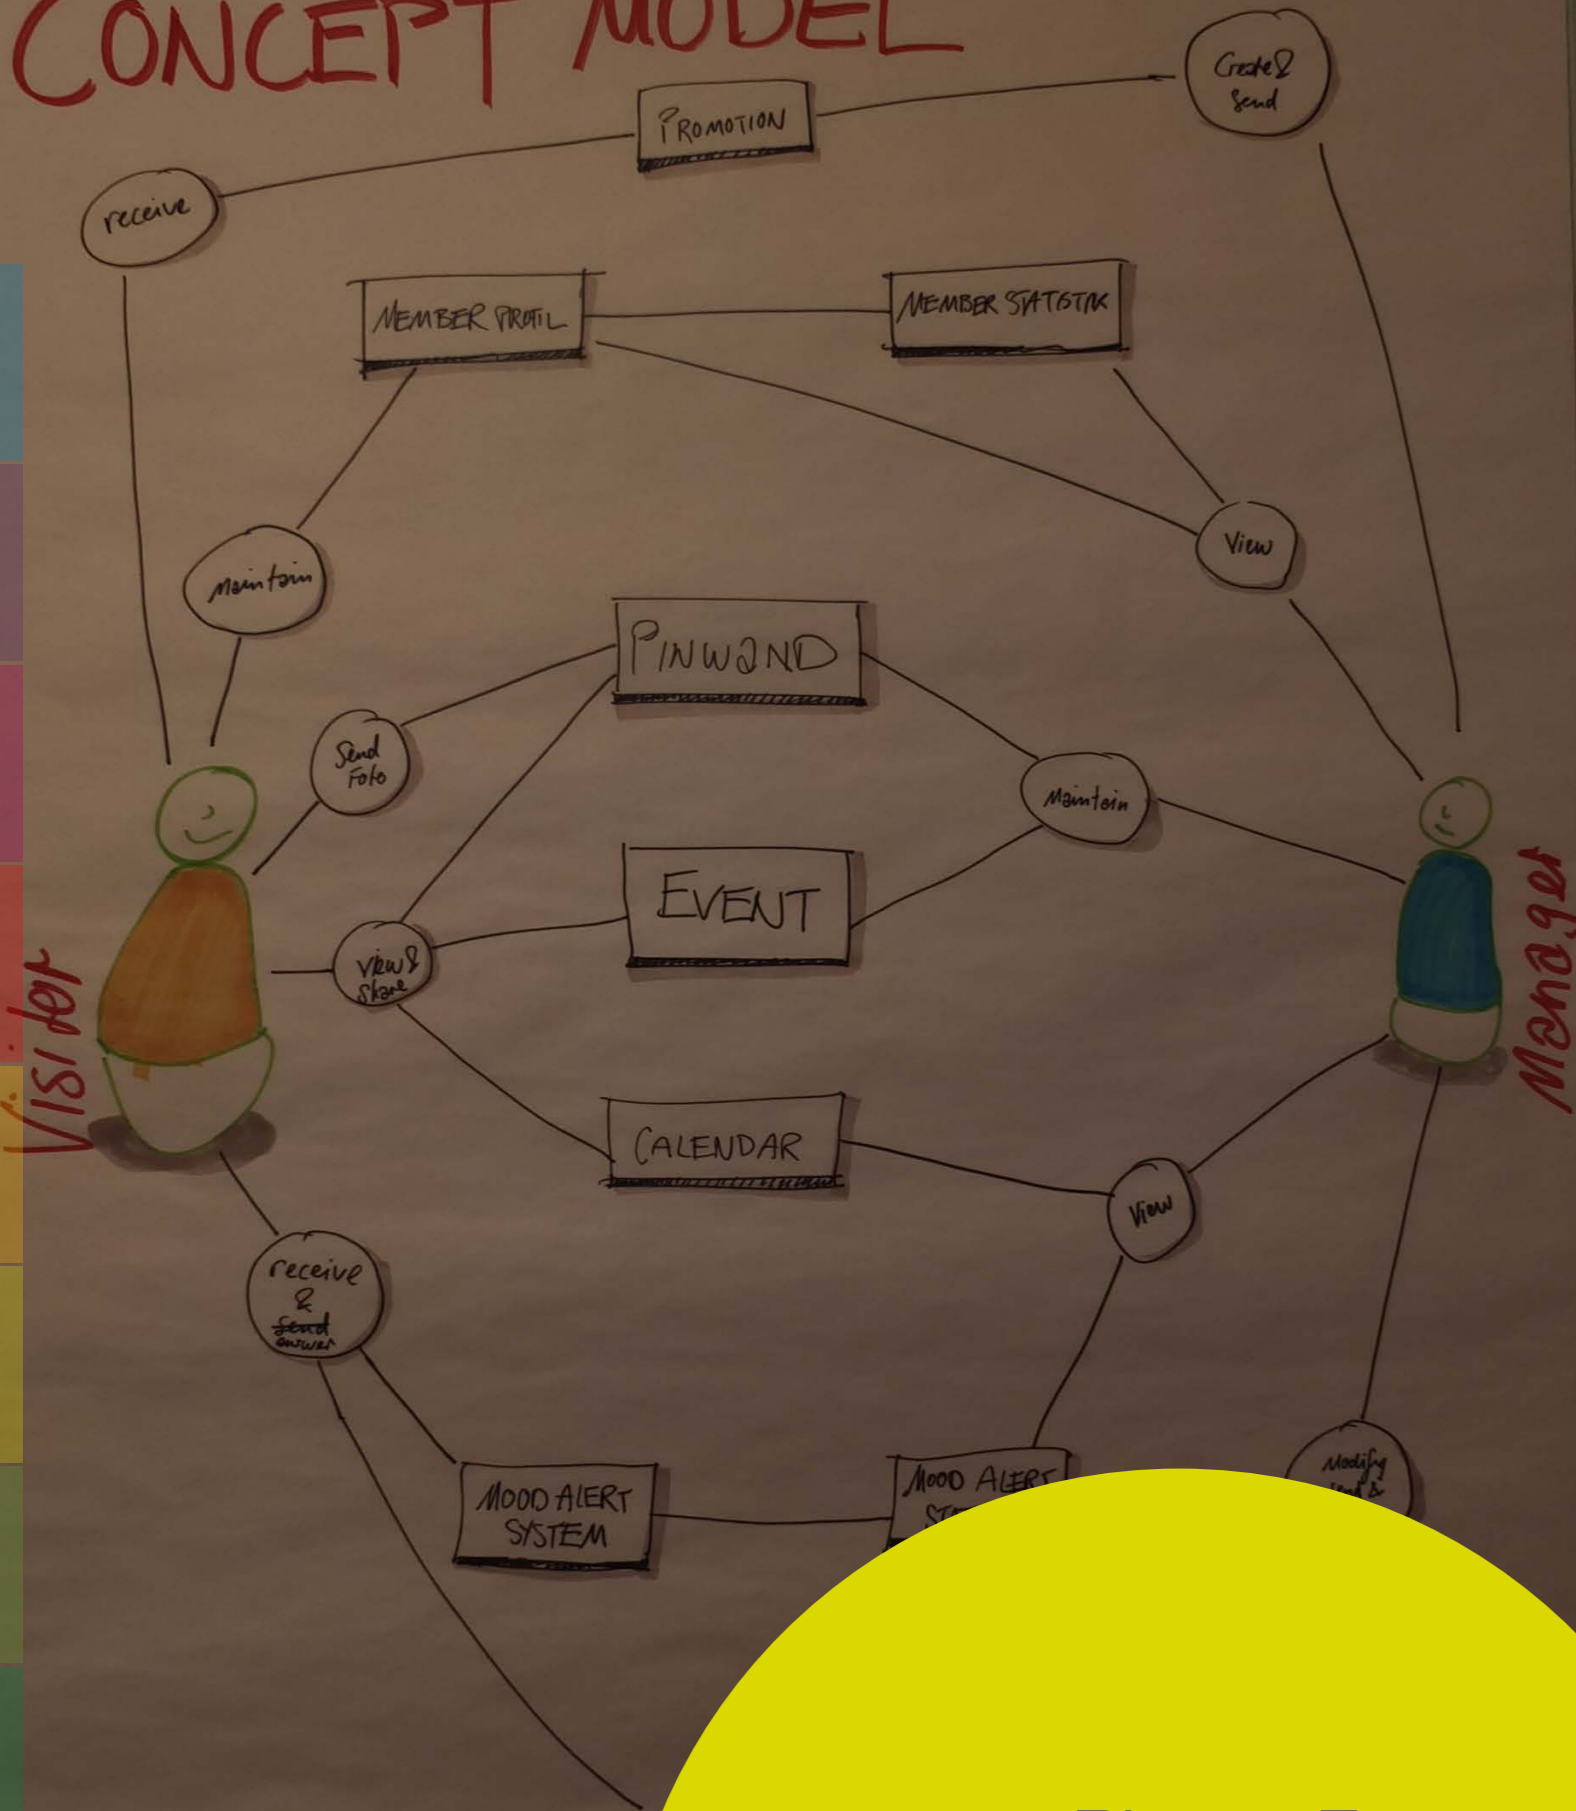 CONCEPT MODEL
Create &
Send
PROMOTION
receive
MEMBER PROFIL
MEMBER STATISTIK
View
Maintain
PINWAND
Send
Foto
Maintain
EVENT
View &
Share
Visitor
Manager
CALENDAR
View
receive
&
send
answer
MOOD ALERT
SYSTEM
MOOD ALERT
Modify